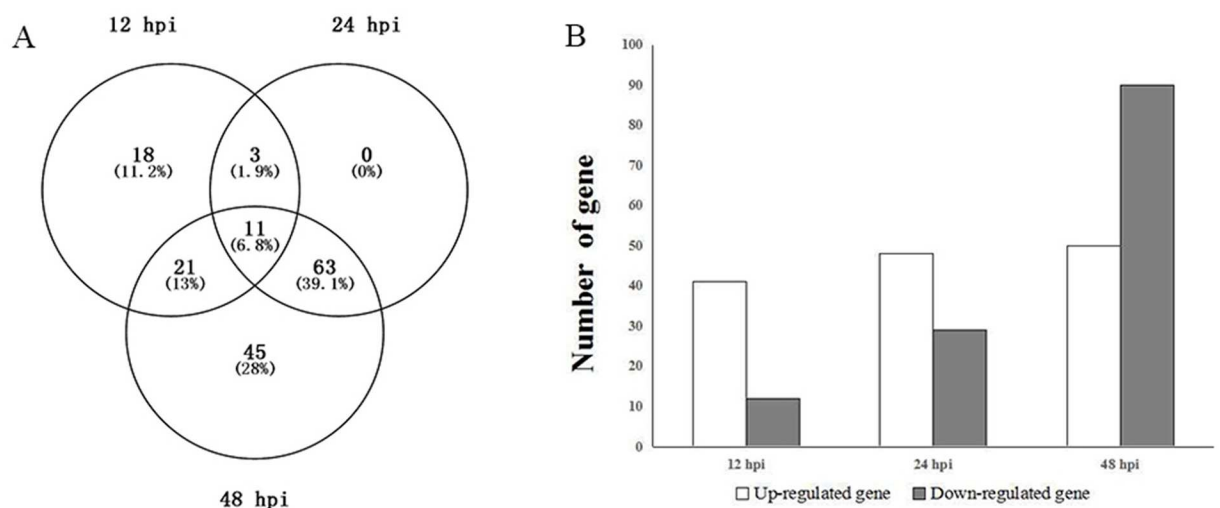 A
12 hpi
24 hpi
18
(11.2%)
3
(1.9%)
0
(0%)
11
(6.8%)
21
(13%)
63
(39.1%)
45
(28%)
48 hpi
B
Number of gene
100
90
80
70
60
50
40
30
20
10
0
12 hpi
24 hpi
48 hpi
Up-regulated gene
Down-regulated gene